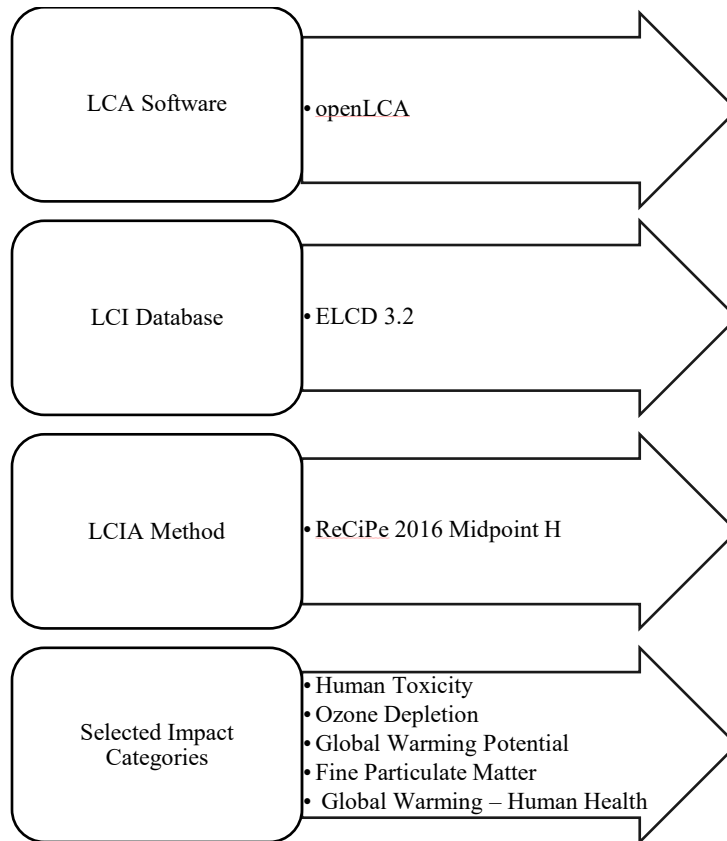 LCA Software
• openLCA
LCI Database
• ELCD 3.2
LCIA Method
• ReCiPe 2016 Midpoint H
Selected Impact
Categories
• Human Toxicity
• Ozone Depletion
• Global Warming Potential
• Fine Particulate Matter
• Global Warming – Human Health